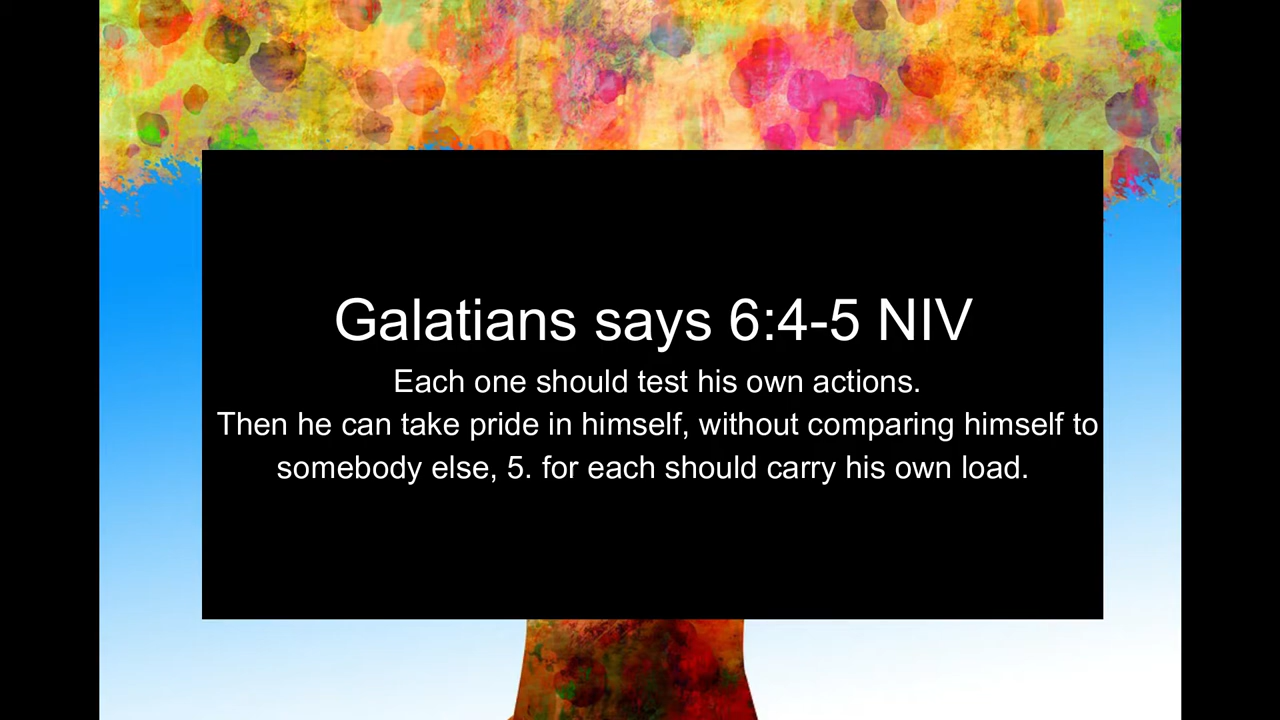 Galatians says 6:4-5 NIV
Each one should test his own actions.
Then he can take pride in himself, without comparing himself to
somebody else, 5. for each should carry his own load.